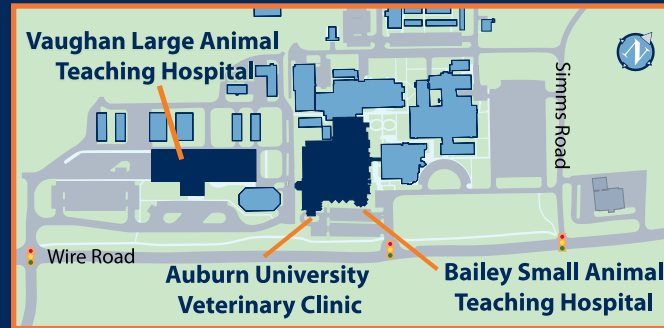 Vaughan Large Animal
Teaching Hospital
N
Simms Road
Wire Road
Auburn University
Veterinary Clinic
Bailey Small Animal
Teaching Hospital